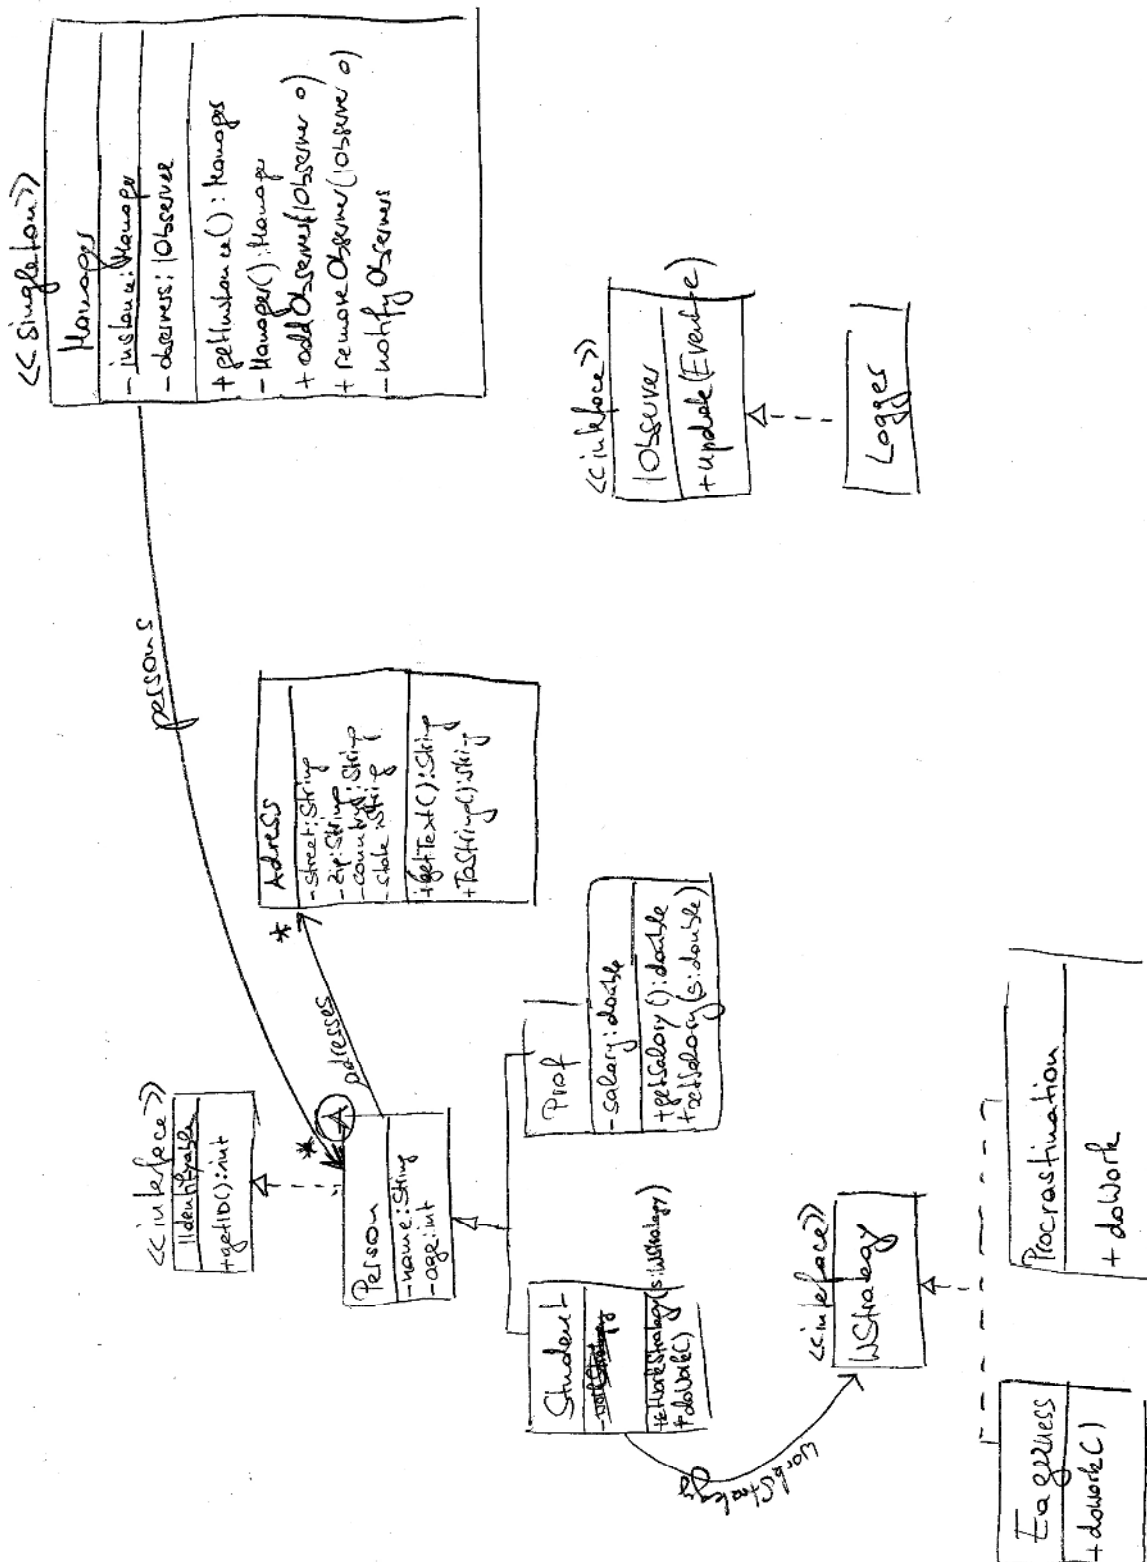 <<Singleton>>
Manager
- instance: Manager
- observers: IObserver
+ getInstance(): Manager
- Manager(): Manager
+ addObserver(IObserver o)
+ removeObserver(IObserver o)
- notifyObservers
persons
*
<<interface>>
IIdentifyable
+getID(): int
A
Person
- name: String
- age: int
adresses
*
Adress
- street: String
- zip: String
- country: String
- state: String
+ getText(): String
+ToString(): String
<<interface>>
IObserver
+update(Event e)
Logger
Student
+setWorkStrategy(s:WStrategy)
+doWork()
Prof
- salary: double
+getSalary(): double
+setSalary(s: double)
workStrategy
<<interface>>
WStrategy
Eagerness
+doWork()
Procrastination
+ doWork